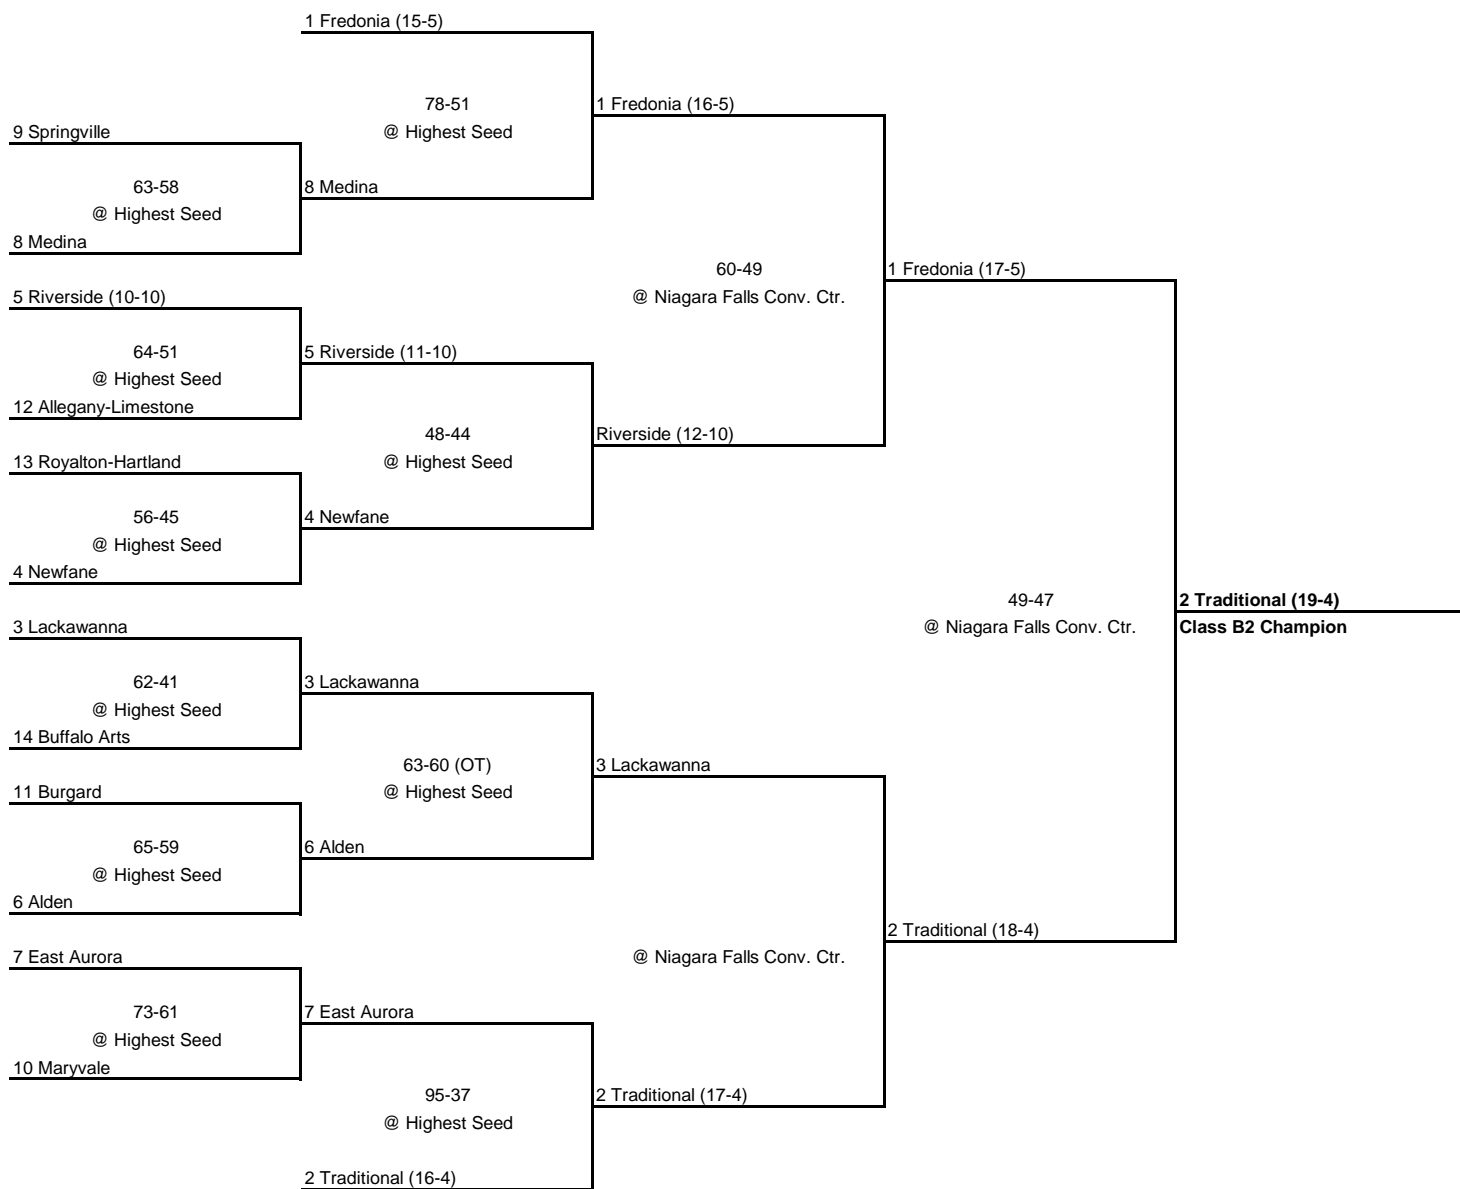 1 Fredonia (15-5)
78-51
1 Fredonia (16-5)
9 Springville
@ Highest Seed
63-58
8 Medina
@ Highest Seed
8 Medina
60-49
1 Fredonia (17-5)
5 Riverside (10-10)
@ Niagara Falls Conv. Ctr.
64-51
5 Riverside (11-10)
@ Highest Seed
12 Allegany-Limestone
48-44
Riverside (12-10)
13 Royalton-Hartland
@ Highest Seed
56-45
4 Newfane
@ Highest Seed
4 Newfane
49-47
2 Traditional (19-4)
3 Lackawanna
@ Niagara Falls Conv. Ctr.
Class B2 Champion
62-41
3 Lackawanna
@ Highest Seed
14 Buffalo Arts
63-60 (OT)
3 Lackawanna
11 Burgard
@ Highest Seed
65-59
6 Alden
@ Highest Seed
6 Alden
2 Traditional (18-4)
7 East Aurora
@ Niagara Falls Conv. Ctr.
73-61
7 East Aurora
@ Highest Seed
10 Maryvale
95-37
2 Traditional (17-4)
@ Highest Seed
2 Traditional (16-4)